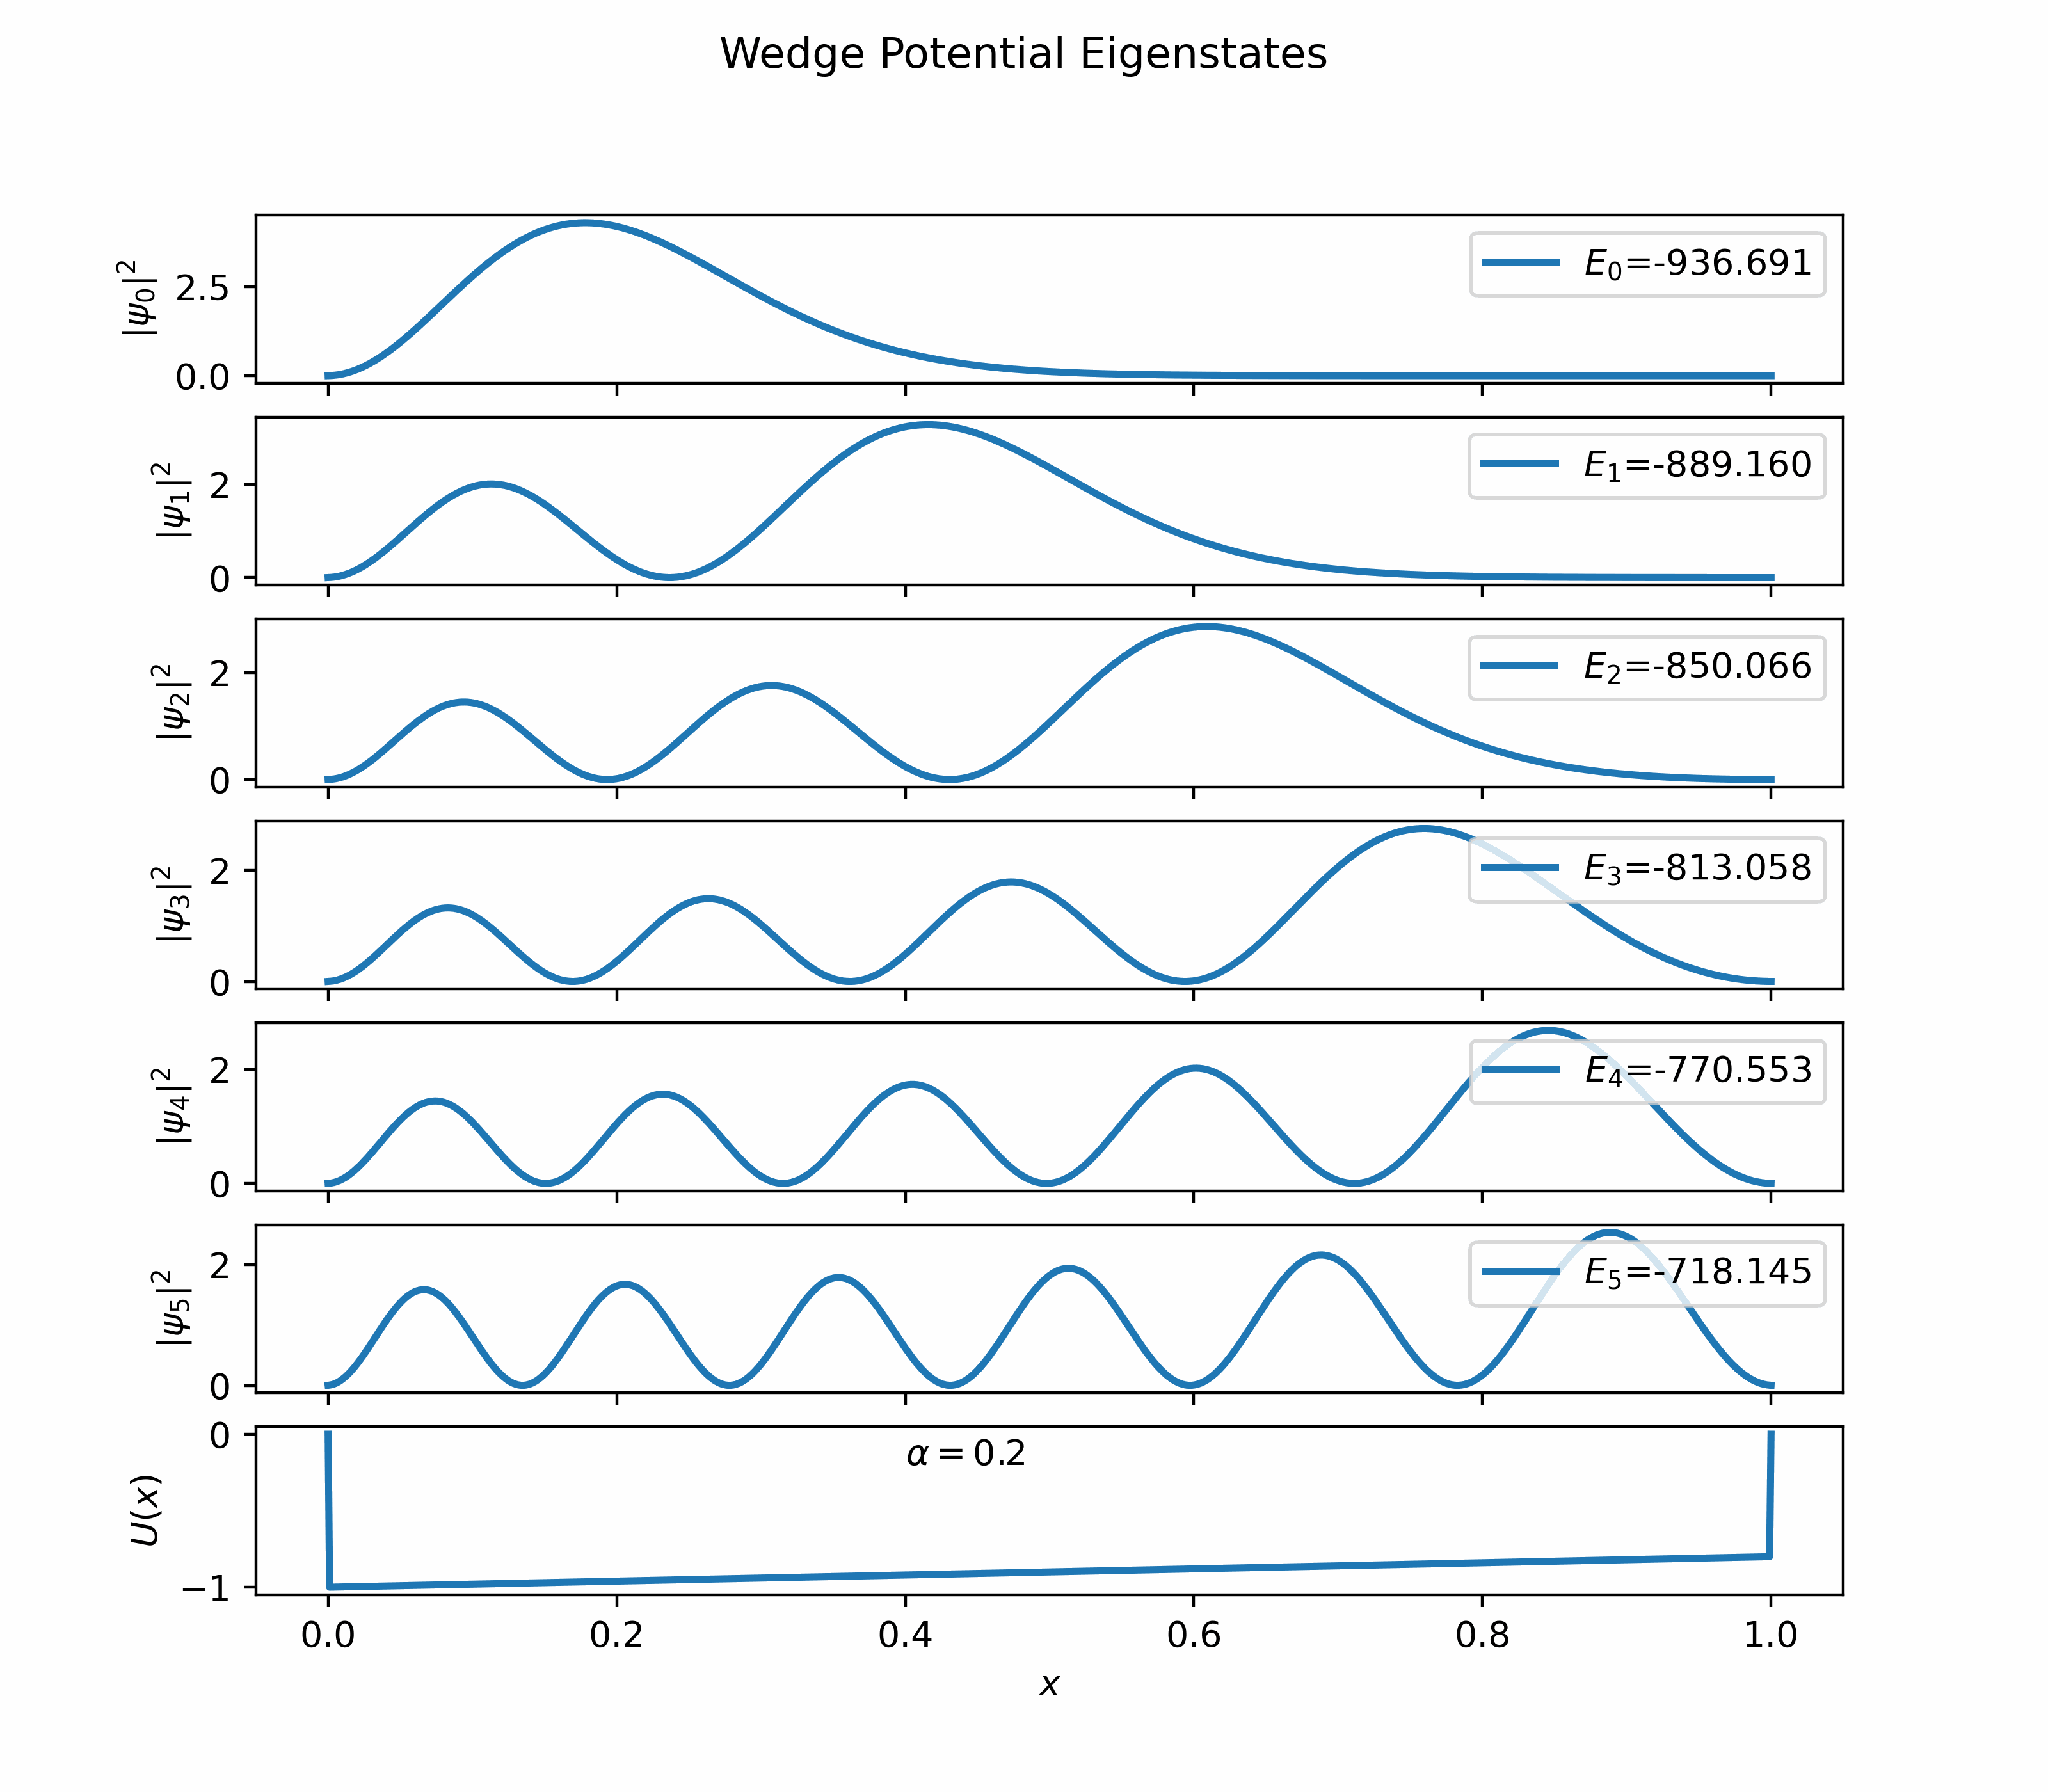 Wedge Potential Eigenstates
|ψ₀|²
2.5
0.0
E₀=-936.691
|ψ₁|²
2
0
E₁=-889.160
|ψ₂|²
2
0
E₂=-850.066
|ψ₃|²
2
0
E₃=-813.058
|ψ₄|²
2
0
E₄=-770.553
|ψ₅|²
2
0
E₅=-718.145
U(x)
0
−1
α = 0.2
0.0 0.2 0.4 0.6 0.8 1.0
x